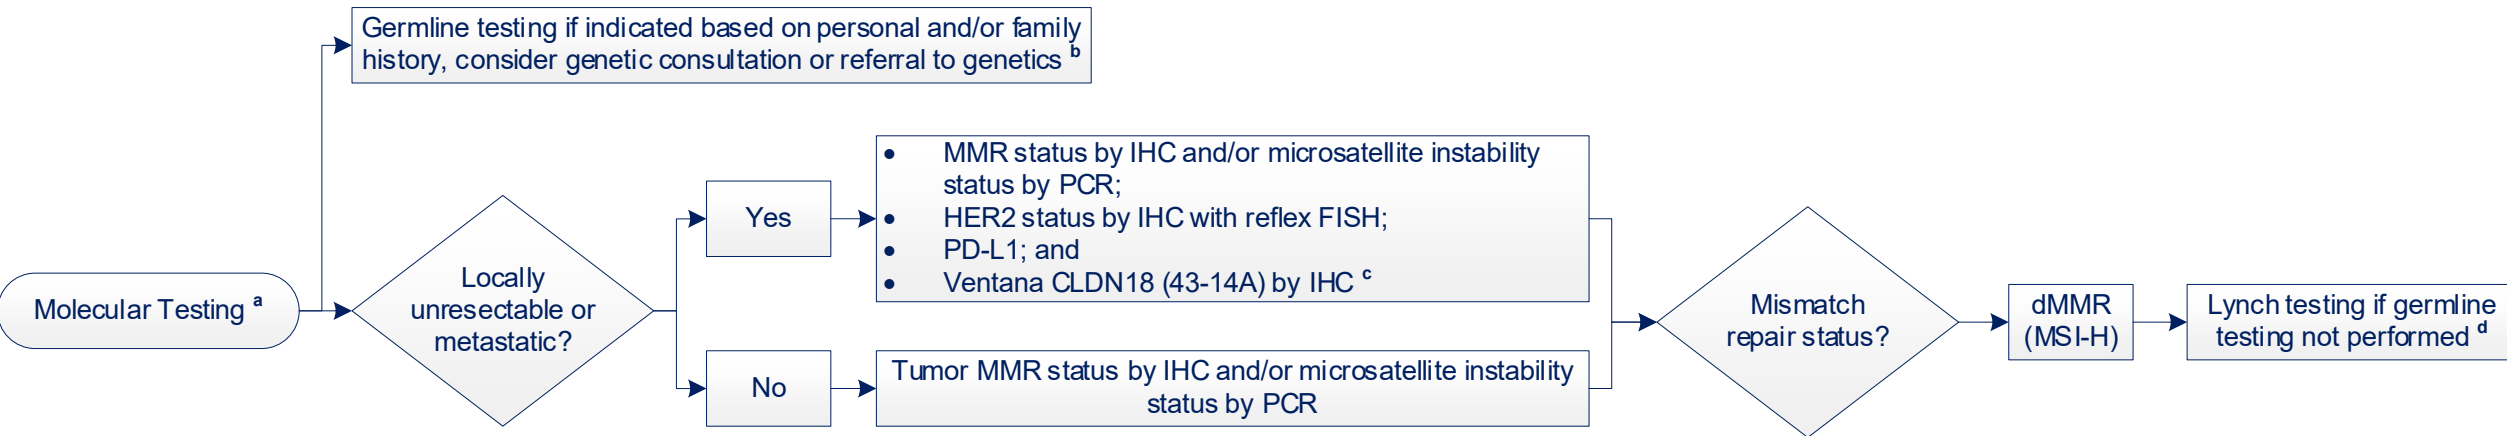 Germline testing if indicated based on personal and/or family
history, consider genetic consultation or referral to genetics b
Molecular Testing a
Locally
unresectable or
metastatic?
Yes
• MMR status by IHC and/or microsatellite instability
status by PCR;
• HER2 status by IHC with reflex FISH;
• PD-L1; and
• Ventana CLDN18 (43-14A) by IHC c
No
Tumor MMR status by IHC and/or microsatellite instability
status by PCR
Mismatch
repair status?
dMMR
(MSI-H)
Lynch testing if germline
testing not performed d